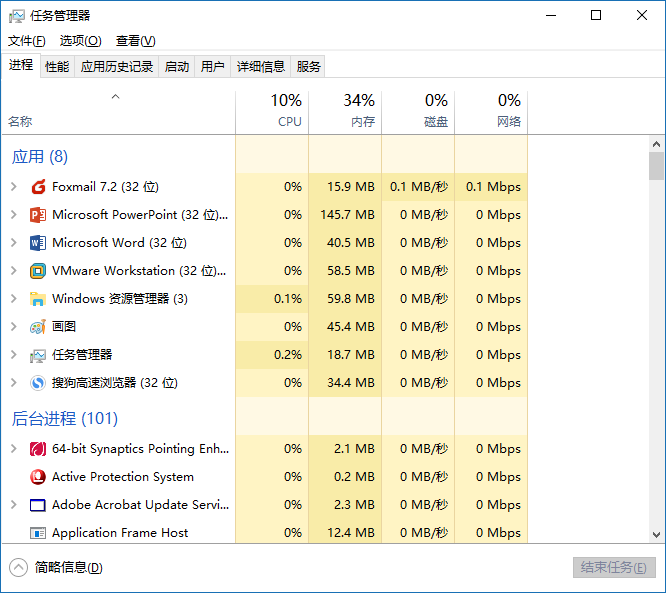 任务管理器
文件(F) 选项(O) 查看(V)
进程 性能 应用历史记录 启动 用户 详细信息 服务
10% 34% 0% 0%
名称 CPU 内存 磁盘 网络
应用 (8)
Foxmail 7.2 (32 位) 0% 15.9 MB 0.1 MB/秒 0.1 Mbps
Microsoft PowerPoint (32 位)... 0% 145.7 MB 0 MB/秒 0 Mbps
Microsoft Word (32 位) 0% 40.5 MB 0 MB/秒 0 Mbps
VMware Workstation (32 位)... 0% 58.5 MB 0 MB/秒 0 Mbps
Windows 资源管理器 (3) 0.1% 59.8 MB 0 MB/秒 0 Mbps
画图 0% 45.4 MB 0 MB/秒 0 Mbps
任务管理器 0.2% 18.7 MB 0 MB/秒 0 Mbps
搜狗高速浏览器 (32 位) 0% 34.4 MB 0 MB/秒 0 Mbps
后台进程 (101)
64-bit Synaptics Pointing Enh... 0% 2.1 MB 0 MB/秒 0 Mbps
Active Protection System 0% 0.2 MB 0 MB/秒 0 Mbps
Adobe Acrobat Update Servi... 0% 2.3 MB 0 MB/秒 0 Mbps
Application Frame Host 0% 12.4 MB 0 MB/秒 0 Mbps
简略信息(D) 结束任务(E)